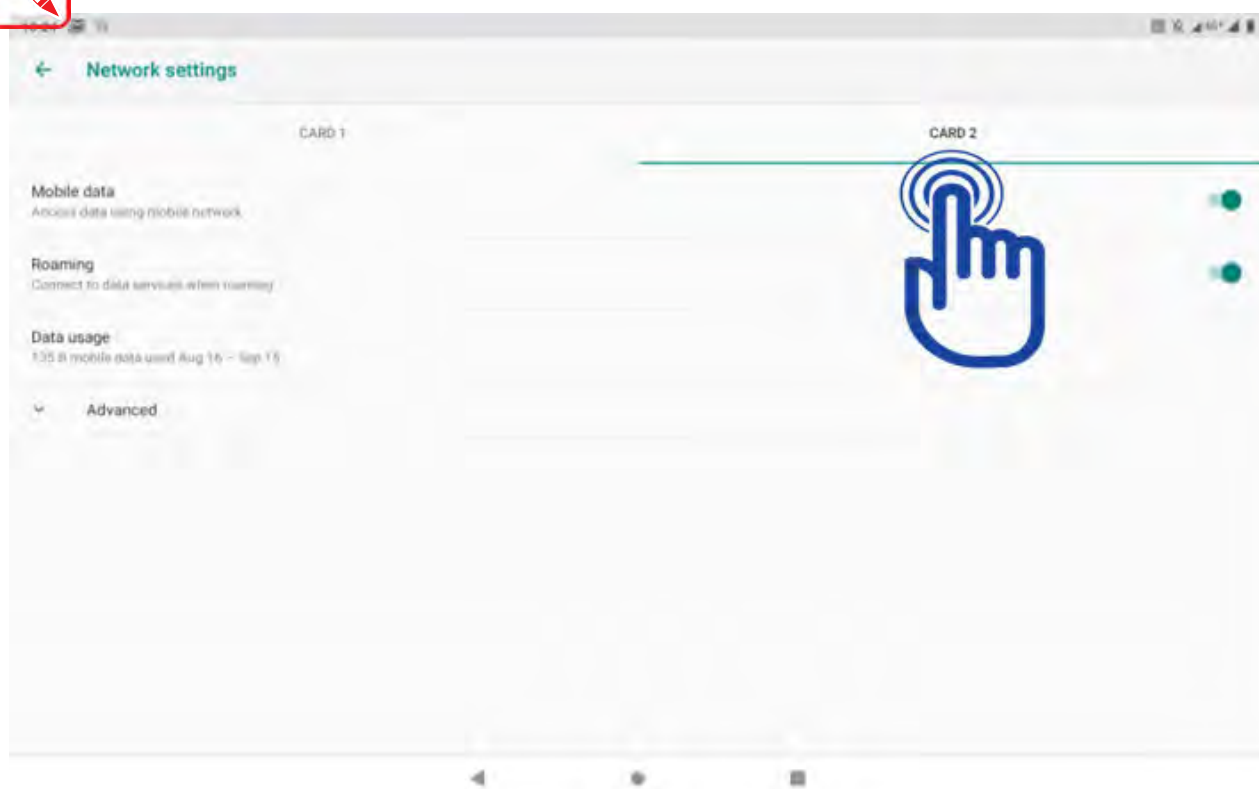 Network settings
CARD 1
CARD 2
Mobile data
Access data using mobile network
Roaming
Connect to data services when roaming
Data usage
135 B mobile data used Aug 16 – Sep 15
Advanced